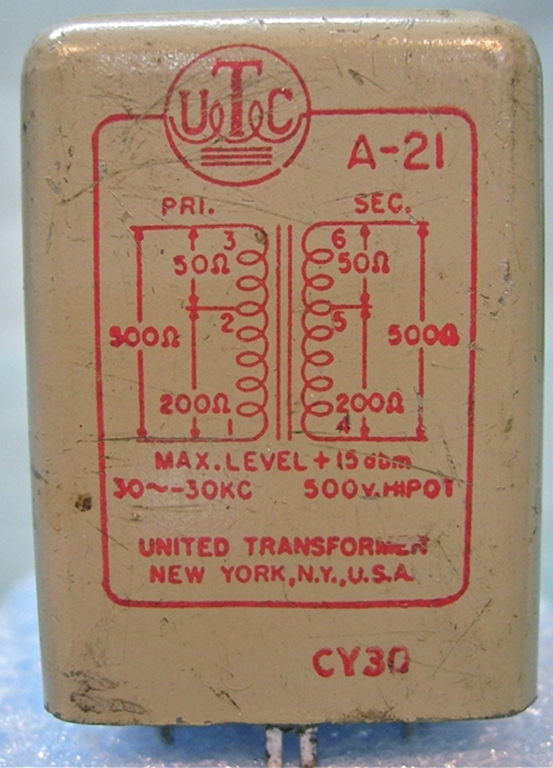 UTC
A-21
PRI. SEC.
3 6
50Ω 50Ω
2 5
500Ω 500Ω
200Ω 200Ω
1 4
MAX. LEVEL +15 dBm
30~-30KC 500V. HIPOT
UNITED TRANSFORMER
NEW YORK, N.Y., U.S.A.
CY30